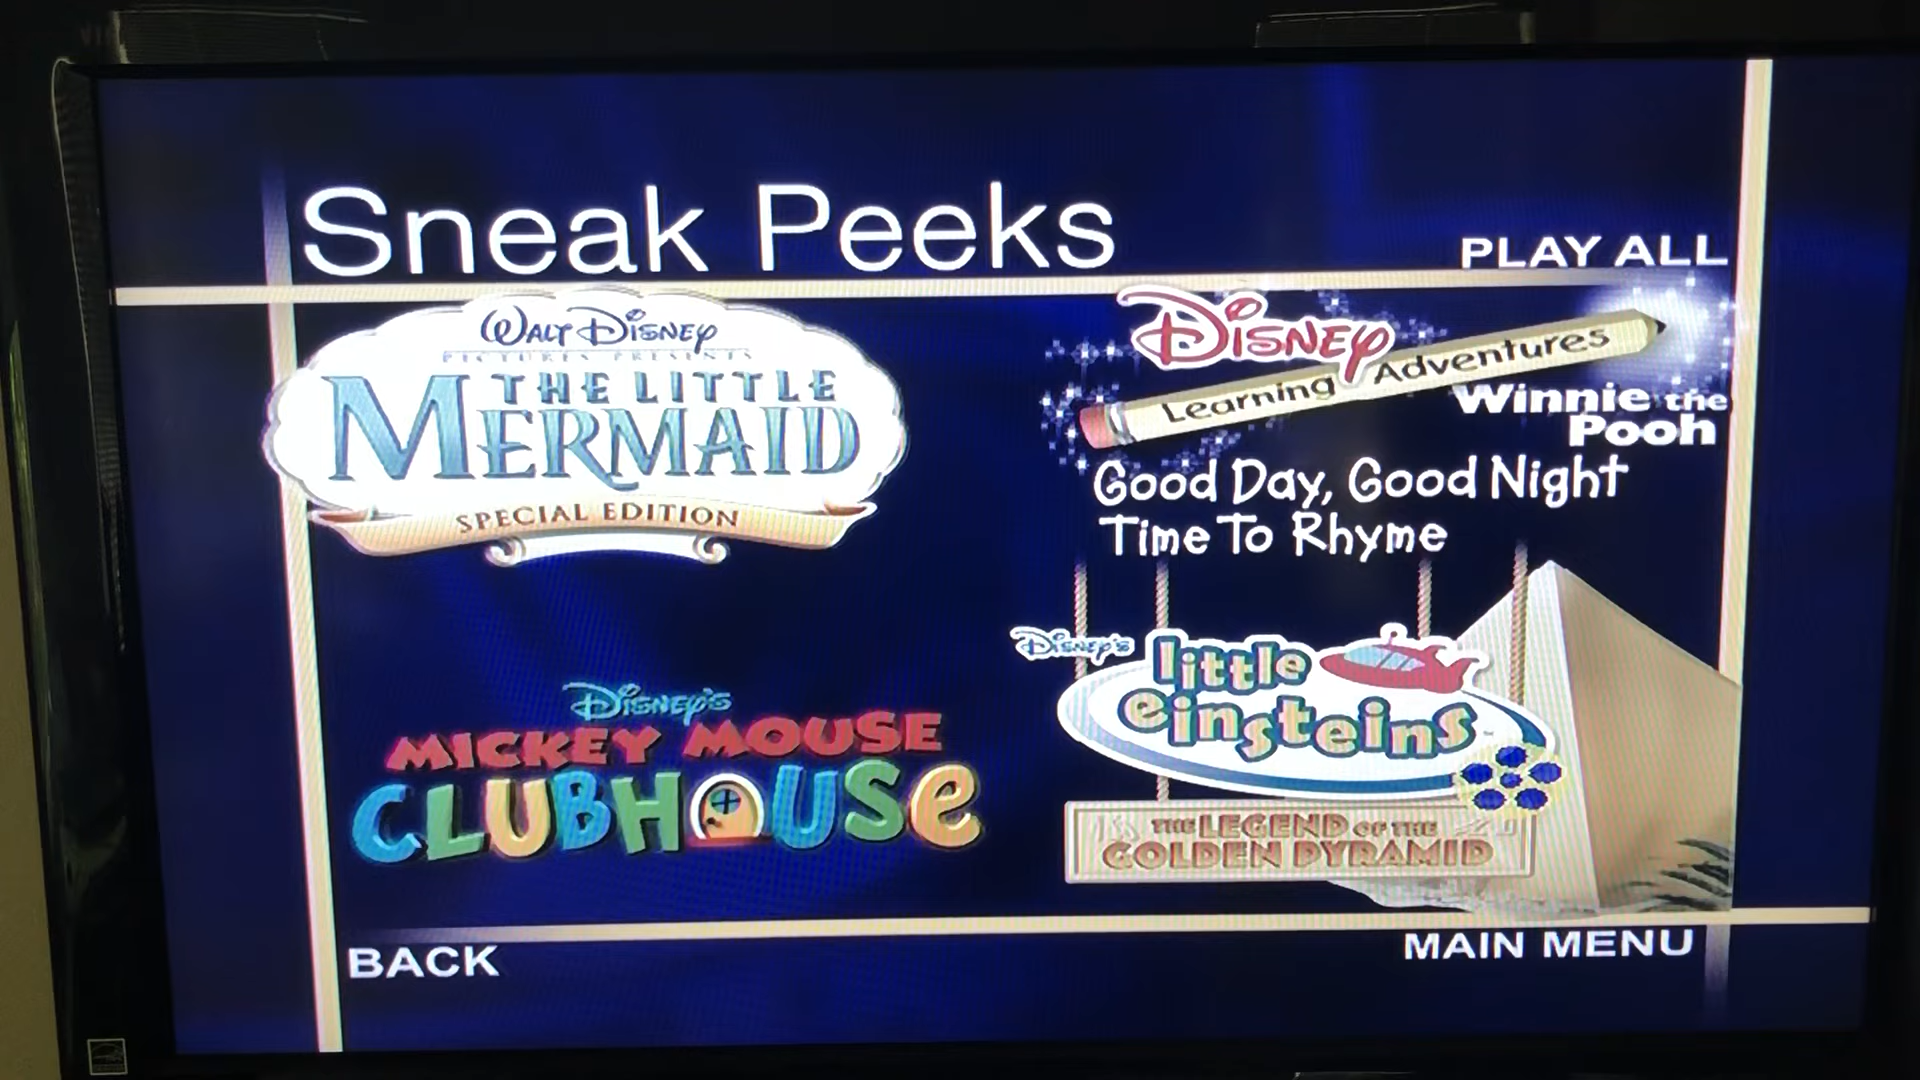 Sneak Peeks
PLAY ALL
WALT DISNEY
PICTURES PRESENTS
THE LITTLE
MERMAID
SPECIAL EDITION
DISNEY
Learning Adventures
Winnie the
Pooh
Good Day, Good Night
Time To Rhyme
DISNEY'S
MICKEY MOUSE
CLUBHOUSE
DISNEY'S
little
einsteins
THE LEGEND OF THE
GOLDEN PYRAMID
BACK
MAIN MENU